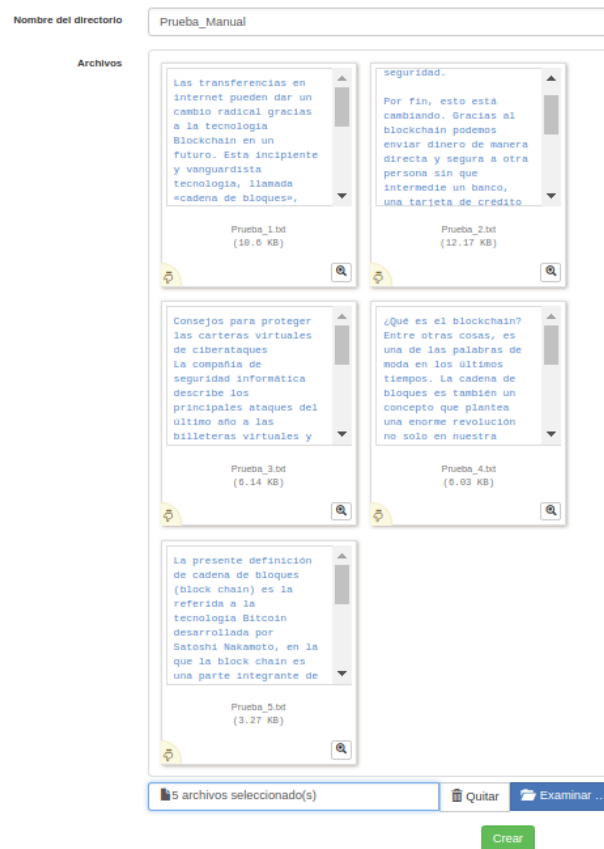 Nombre del directorio
Prueba_Manual
Archivos
Las transferencias en
internet pueden dar un
cambio radical gracias
a la tecnología
Blockchain en un
futuro. Esta incipiente
y vanguardista
tecnología, llamada
«cadena de bloques»,
Prueba_1.txt
(10.6 KB)
seguridad.
Por fin, esto está
cambiando. Gracias al
blockchain podemos
enviar dinero de manera
directa y segura a otra
persona sin que
intermedie un banco,
una tarjeta de crédito
Prueba_2.txt
(12.17 KB)
Consejos para proteger
las carteras virtuales
de ciberataques
La compañía de
seguridad informática
describe los
principales ataques del
último año a las
billeteras virtuales y
Prueba_3.txt
(6.14 KB)
¿Qué es el blockchain?
Entre otras cosas, es
una de las palabras de
moda en los últimos
tiempos. La cadena de
bloques es también un
concepto que plantea
una enorme revolución
no solo en nuestra
Prueba_4.txt
(6.03 KB)
La presente definición
de cadena de bloques
(block chain) es la
referida a la
tecnología Bitcoin
desarrollada por
Satoshi Nakamoto, en la
que la block chain es
una parte integrante de
Prueba_5.txt
(3.27 KB)
5 archivos seleccionado(s)
Quitar
Examinar ...
Crear